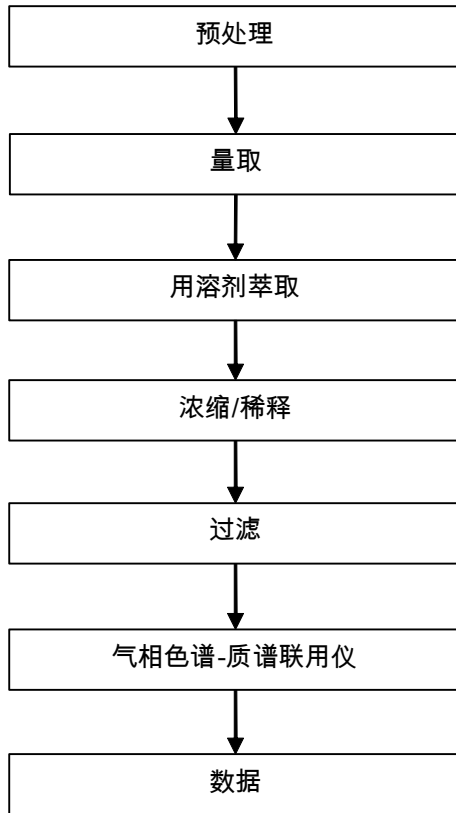 预处理
量取
用溶剂萃取
浓缩/稀释
过滤
气相色谱-质谱联用仪
数据